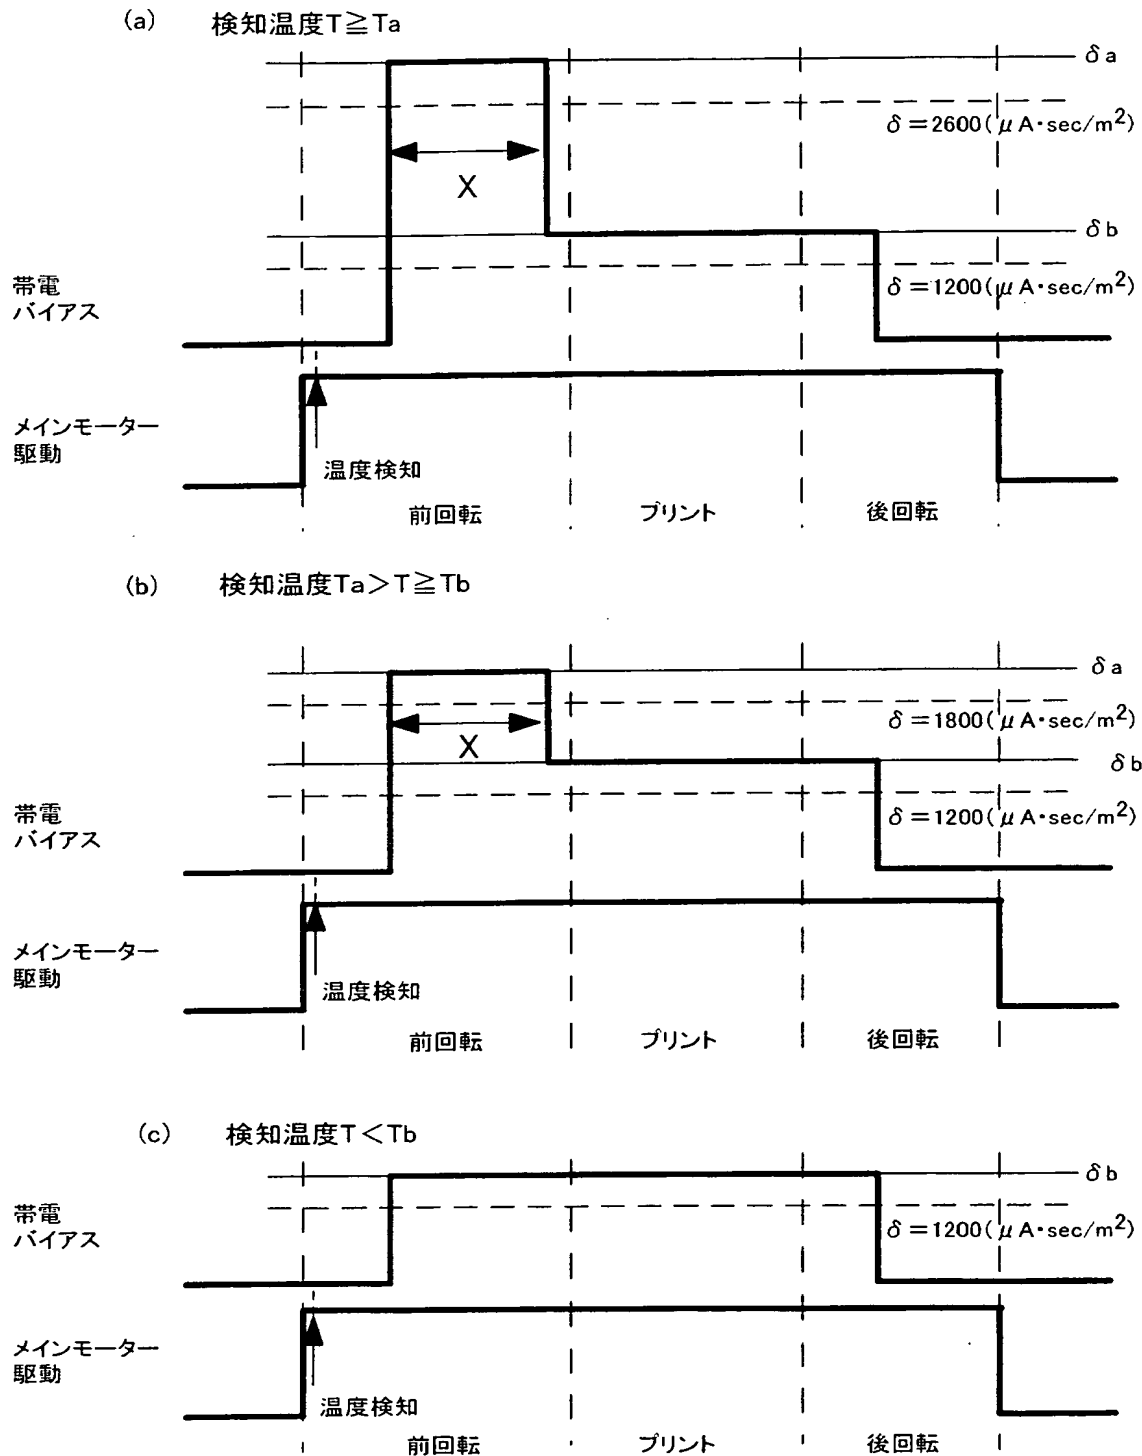 (a) 検知温度T≧Ta
δa
δ=2600(μA・sec/m²)
X
δb
帯電
バイアス
δ=1200(μA・sec/m²)
メインモーター
駆動
温度検知
前回転 プリント 後回転
(b) 検知温度Ta>T≧Tb
δa
δ=1800(μA・sec/m²)
X
δb
帯電
バイアス
δ=1200(μA・sec/m²)
メインモーター
駆動
温度検知
前回転 プリント 後回転
(c) 検知温度T<Tb
δb
帯電
バイアス
δ=1200(μA・sec/m²)
メインモーター
駆動
温度検知
前回転 プリント 後回転